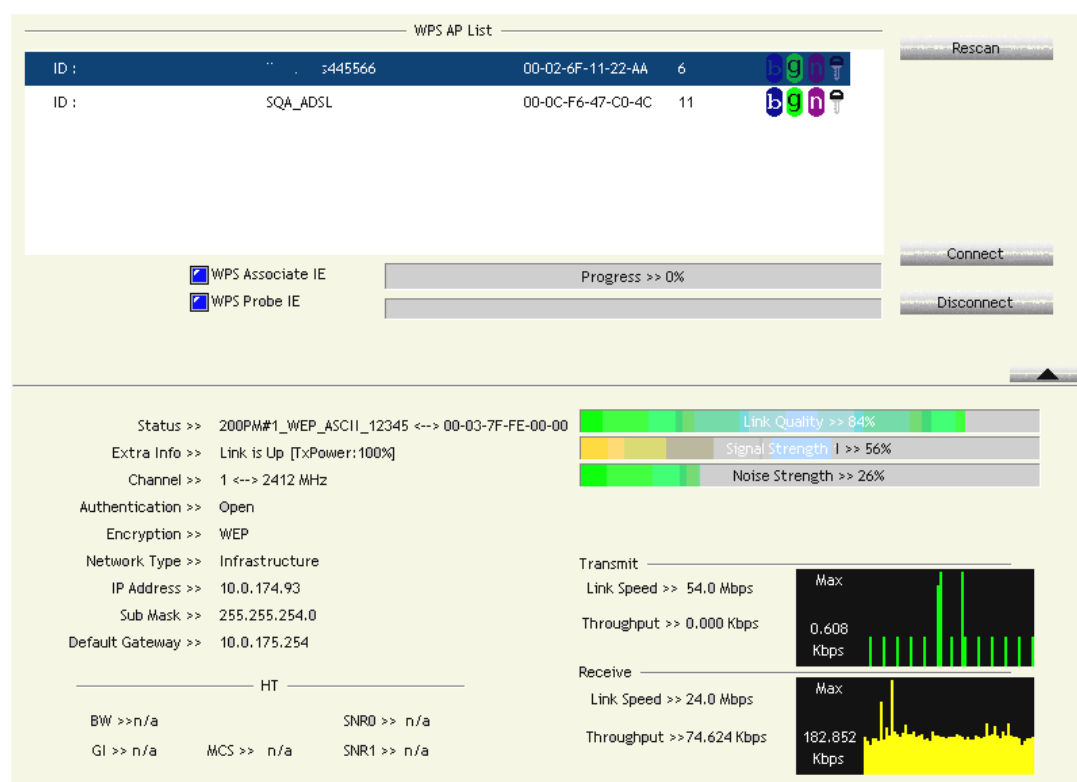 WPS AP List
Rescan
ID : 445566 00-02-6F-11-22-AA 6 b g n
ID : SQA_ADSL 00-0C-F6-47-C0-4C 11 b g n
Connect
WPS Associate IE Progress >> 0%
WPS Probe IE
Disconnect
Status >> 200PM#1_WEP_ASCII_12345 <--> 00-03-7F-FE-00-00
Link Quality >> 84%
Extra Info >> Link is Up [TxPower:100%]
Signal Strength 1 >> 56%
Channel >> 1 <--> 2412 MHz
Noise Strength >> 26%
Authentication >> Open
Encryption >> WEP
Network Type >> Infrastructure
IP Address >> 10.0.174.93
Sub Mask >> 255.255.254.0
Default Gateway >> 10.0.175.254
HT
BW >>n/a SNR0 >> n/a
GI >> n/a MCS >> n/a SNR1 >> n/a
Transmit
Link Speed >> 54.0 Mbps
Throughput >> 0.000 Kbps
Max
0.608
Kbps
Receive
Link Speed >> 24.0 Mbps
Throughput >>74.624 Kbps
Max
182.852
Kbps